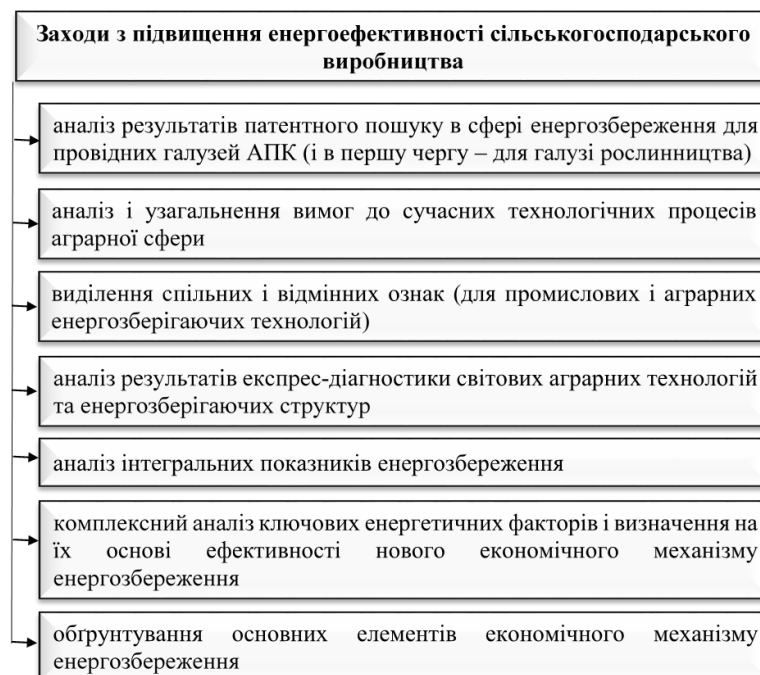 Заходи з підвищення енергоефективності сільськогосподарського
виробництва
аналіз результатів патентного пошуку в сфері енергозбереження для
провідних галузей АПК (і в першу чергу – для галузі рослинництва)
аналіз і узагальнення вимог до сучасних технологічних процесів
аграрної сфери
виділення спільних і відмінних ознак (для промислових і аграрних
енергозберігаючих технологій)
аналіз результатів експрес-діагностики світових аграрних технологій
та енергозберігаючих структур
аналіз інтегральних показників енергозбереження
комплексний аналіз ключових енергетичних факторів і визначення на
їх основі ефективності нового економічного механізму
енергозбереження
обґрунтування основних елементів економічного механізму
енергозбереження